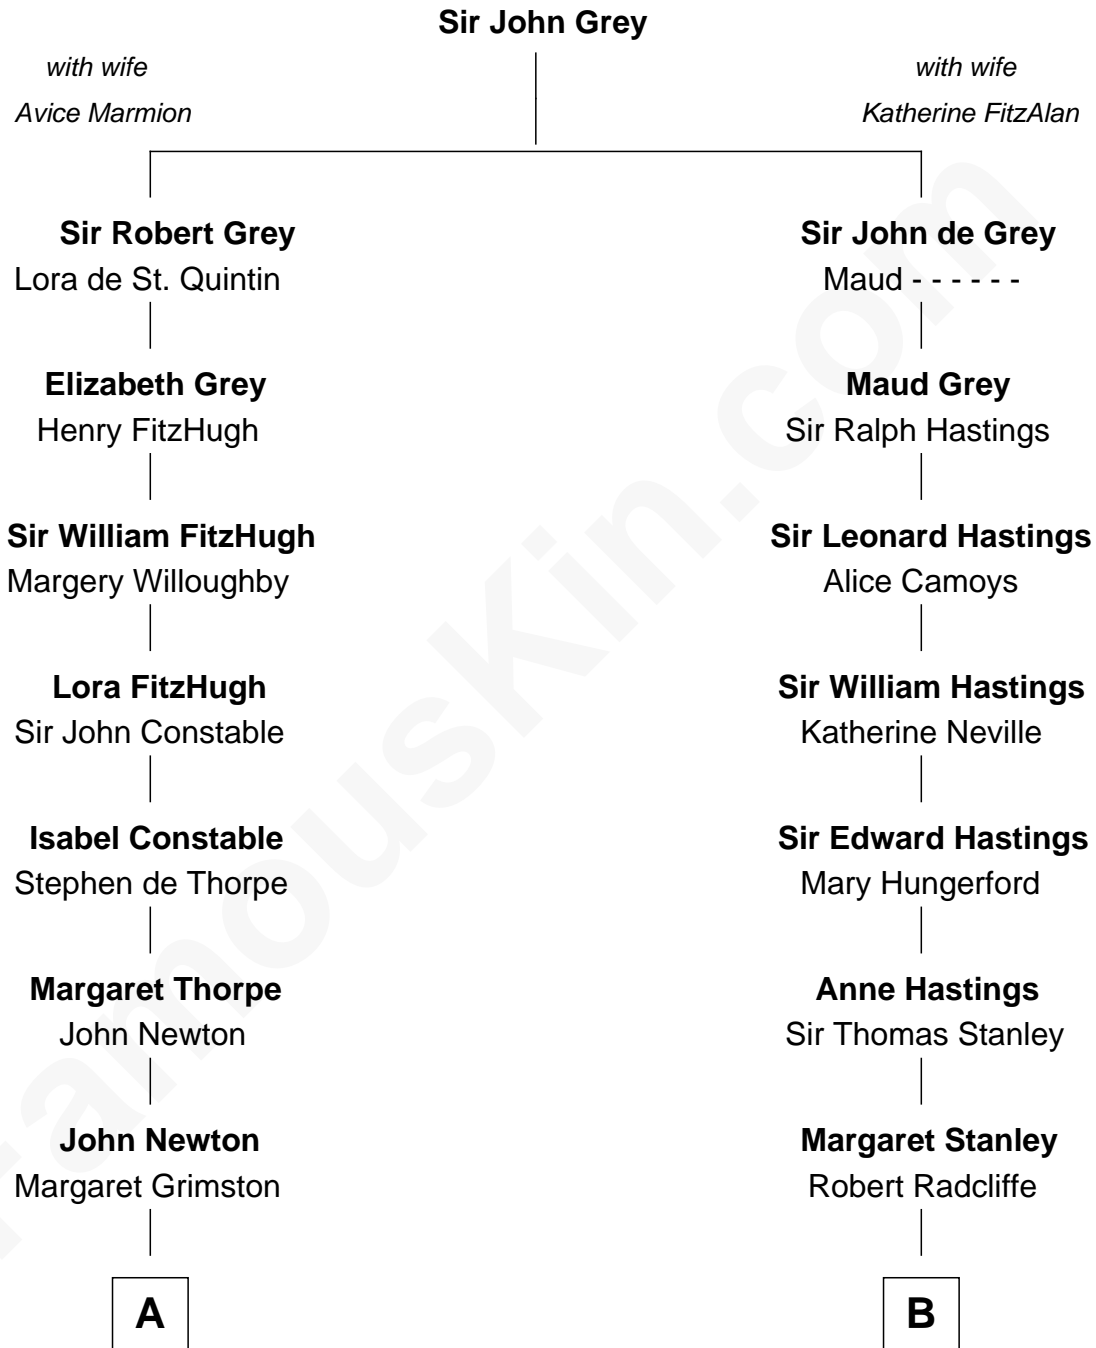 Sir John Grey
with wife
Avice Marmion
with wife
Katherine FitzAlan
Sir Robert Grey
Lora de St. Quintin
Sir John de Grey
Maud - - - - - -
Elizabeth Grey
Henry FitzHugh
Maud Grey
Sir Ralph Hastings
Sir William FitzHugh
Margery Willoughby
Sir Leonard Hastings
Alice Camoys
Lora FitzHugh
Sir John Constable
Sir William Hastings
Katherine Neville
Isabel Constable
Stephen de Thorpe
Sir Edward Hastings
Mary Hungerford
Margaret Thorpe
John Newton
Anne Hastings
Sir Thomas Stanley
John Newton
Margaret Grimston
Margaret Stanley
Robert Radcliffe
A
B
FamousKin.com